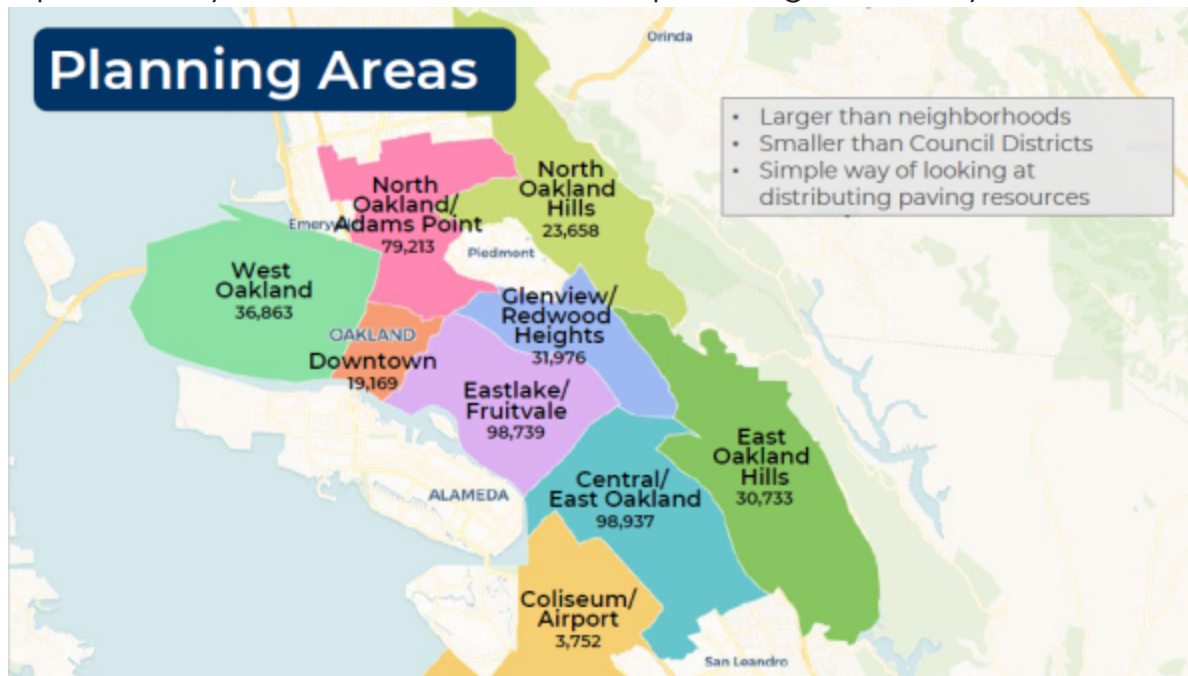 Planning Areas
Orinda
• Larger than neighborhoods
• Smaller than Council Districts
• Simple way of looking at
distributing paving resources
North
Oakland
Hills
23,658
North
Oakland/
Adams Point
79,213
Piedmont
West
Oakland
36,863
Glenview/
Redwood
Heights
31,976
OAKLAND
Downtown
19,169
Eastlake/
Fruitvale
98,739
East
Oakland
Hills
30,733
ALAMEDA
Central/
East Oakland
98,937
Coliseum/
Airport
3,752
San Leandro